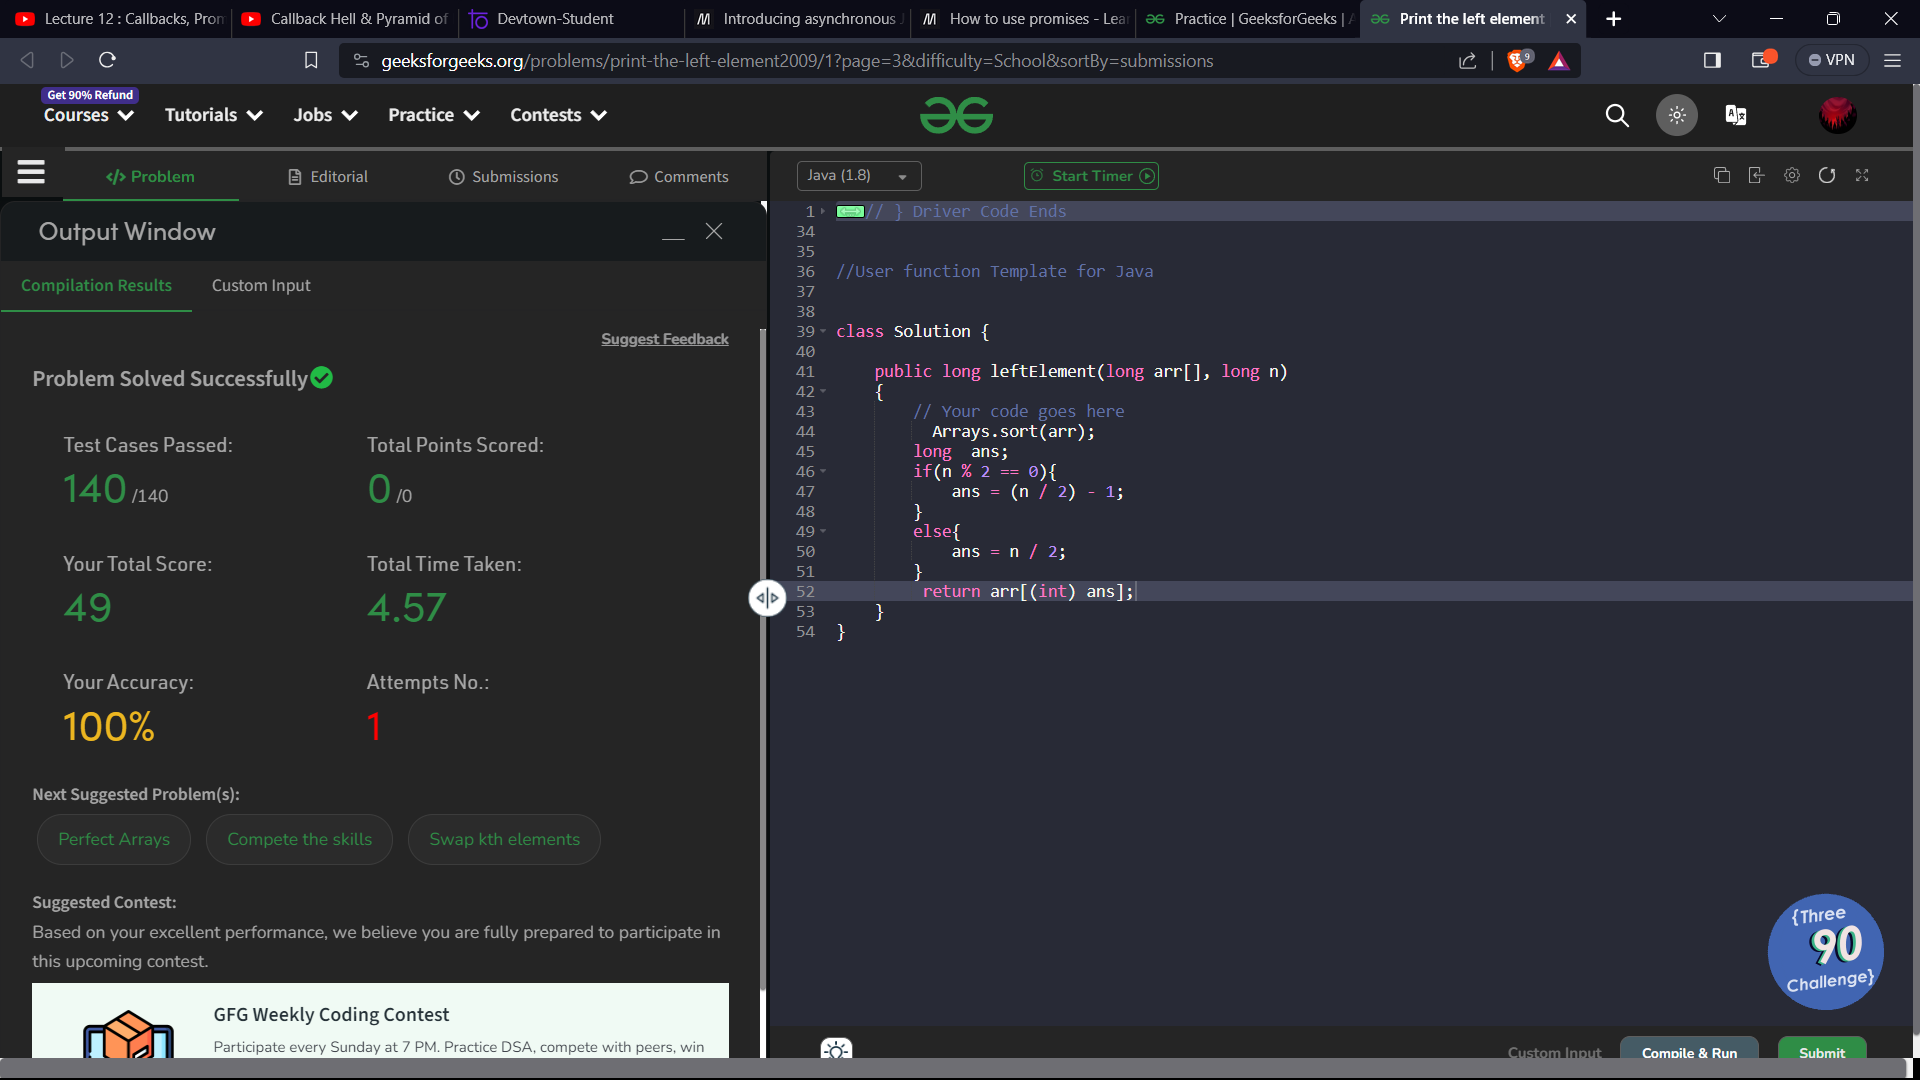 Lecture 12 : Callbacks, Pron
Callback Hell & Pyramid of
Devtown-Student
Introducing asynchronous J
How to use promises - Lea
Practice | GeeksforGeeks | A
Print the left element
geeksforgeeks.org/problems/print-the-left-element2009/1?page=3&difficulty=School&sortBy=submissions
9
VPN
Get 90% Refund
Courses
Tutorials
Jobs
Practice
Contests
</> Problem
Editorial
Submissions
Comments
Java (1.8)
Start Timer
Output Window
Compilation Results
Custom Input
Suggest Feedback
Problem Solved Successfully
Test Cases Passed:
140 /140
Total Points Scored:
0 /0
Your Total Score:
49
Total Time Taken:
4.57
Your Accuracy:
100%
Attempts No.:
1
Next Suggested Problem(s):
Perfect Arrays
Compete the skills
Swap kth elements
Suggested Contest:
Based on your excellent performance, we believe you are fully prepared to participate in
this upcoming contest.
GFG Weekly Coding Contest
Participate every Sunday at 7 PM. Practice DSA, compete with peers, win
1 // } Driver Code Ends
34
35
36 //User function Template for Java
37
38
39 class Solution {
40
41 public long leftElement(long arr[], long n)
42 {
43 // Your code goes here
44 Arrays.sort(arr);
45 long  ans;
46 if(n % 2 == 0){
47 ans = (n / 2) - 1;
48 }
49 else{
50 ans = n / 2;
51 }
52 return arr[(int) ans];
53 }
54 }
{Three
90
Challenge}
Custom Input
Compile & Run
Submit